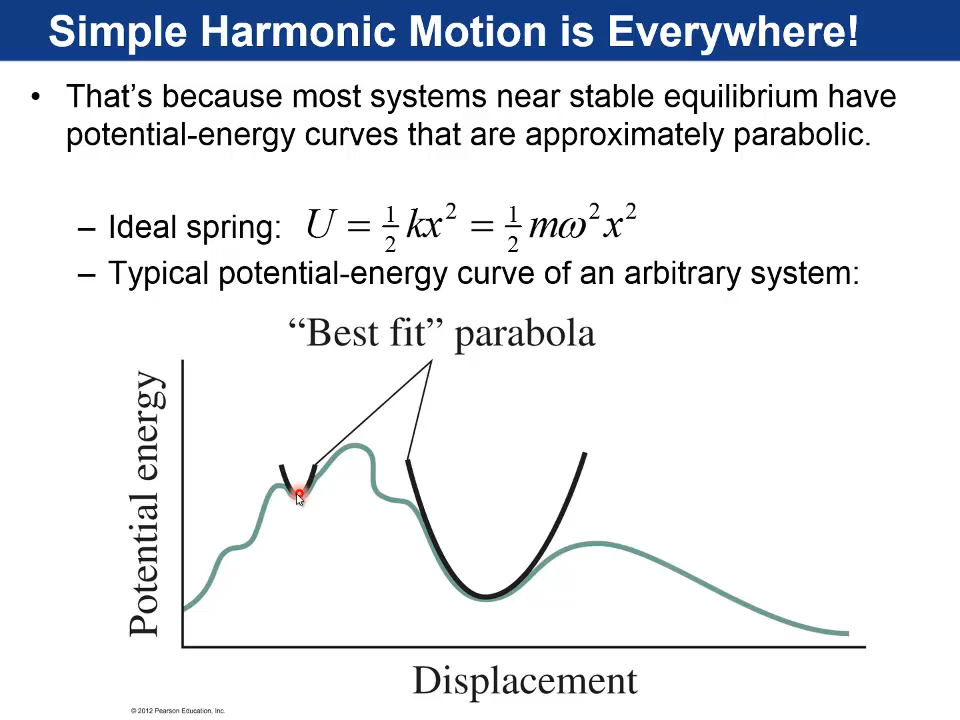 Simple Harmonic Motion is Everywhere!
• That’s because most systems near stable equilibrium have
potential-energy curves that are approximately parabolic.
– Ideal spring: U = ½ kx² = ½ mω²x²
– Typical potential-energy curve of an arbitrary system:
“Best fit” parabola
Potential energy
Displacement
© 2012 Pearson Education, Inc.